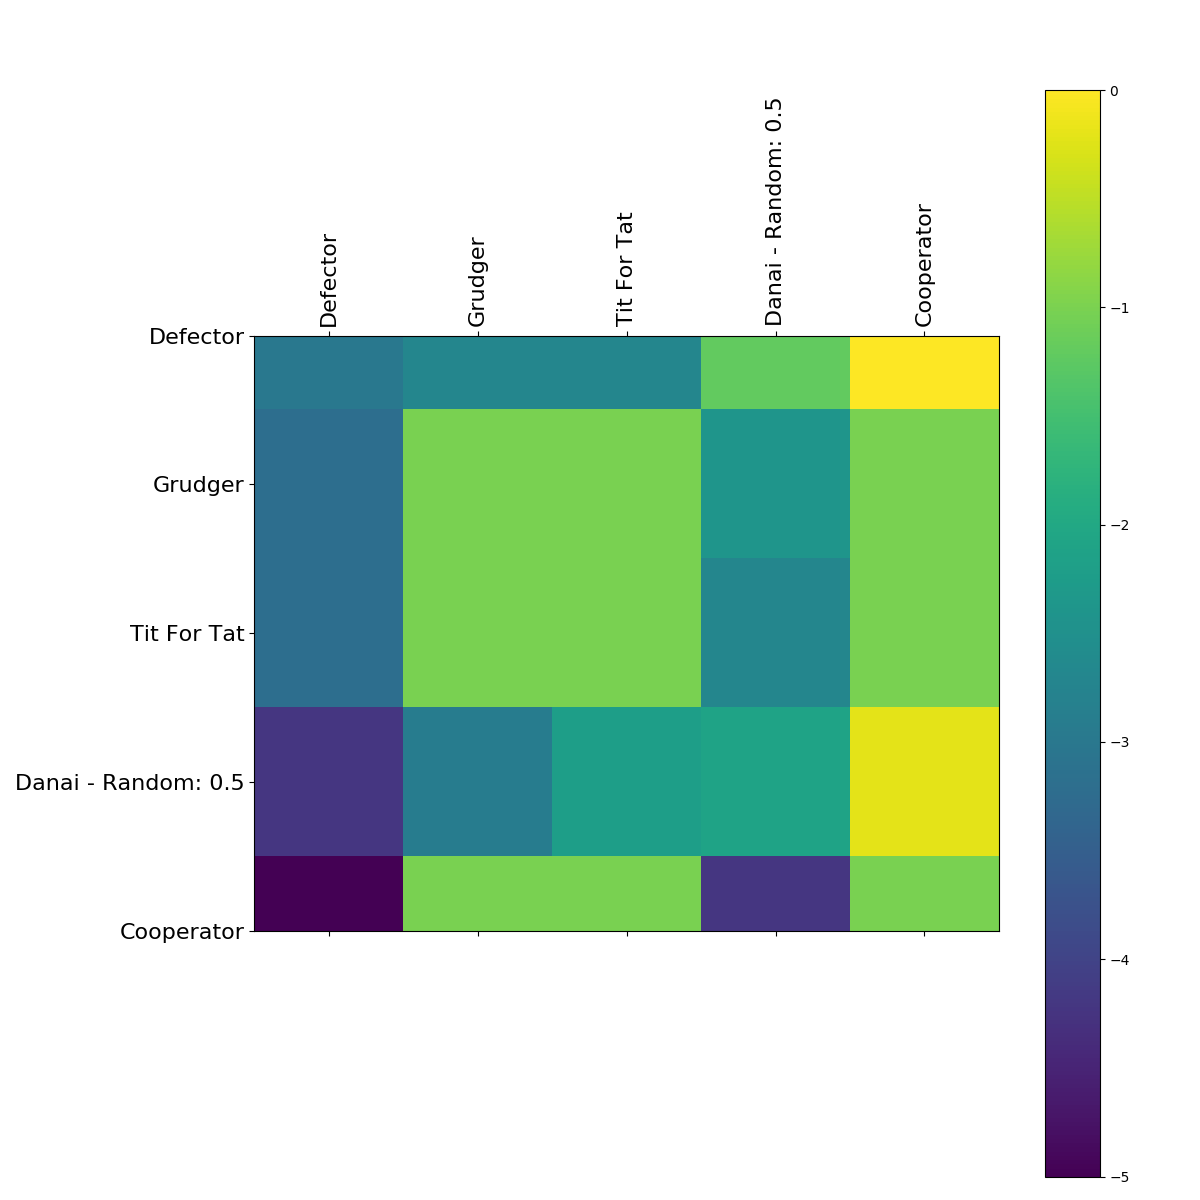 Defector
Grudger
Tit For Tat
Danai - Random: 0.5
Cooperator
Defector
Grudger
Tit For Tat
Danai - Random: 0.5
Cooperator
0
−1
−2
−3
−4
−5